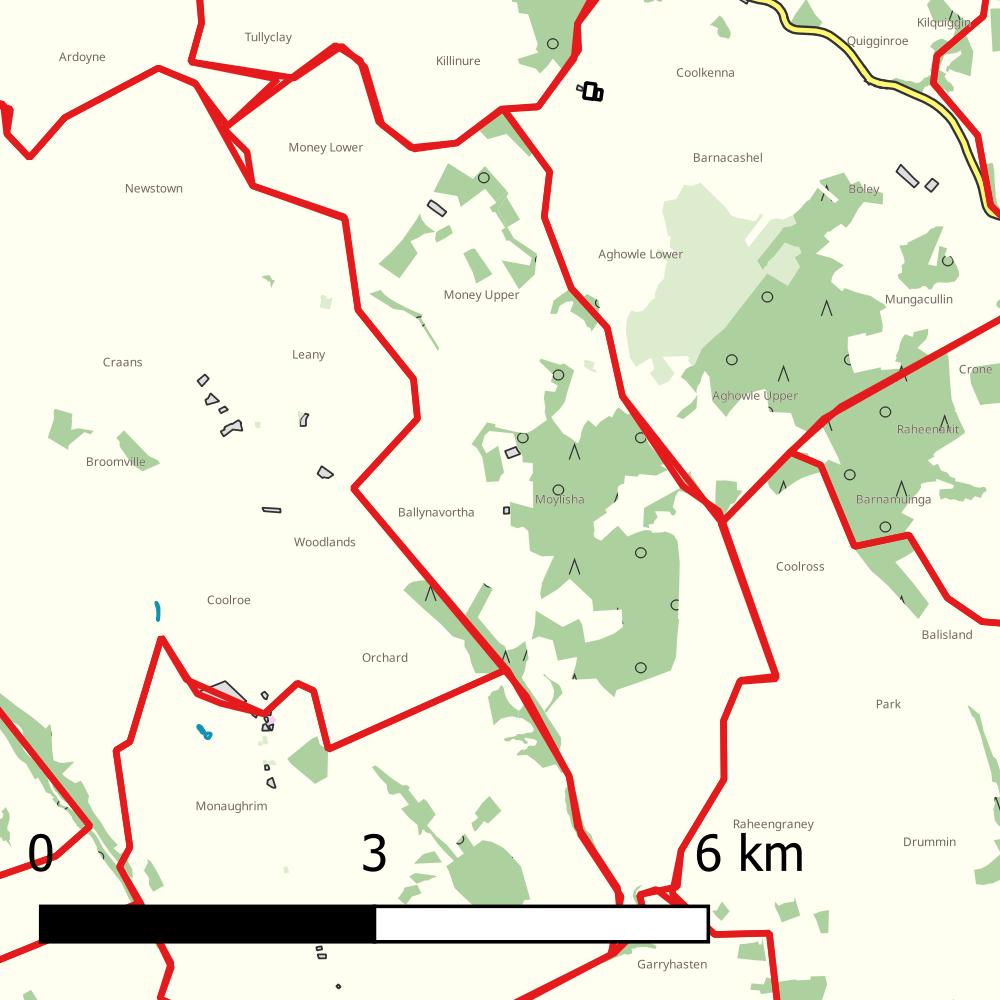 Kilquiggin
Tullyclay
Quigginroe
Ardoyne
Killinure
Coolkenna
Money Lower
Barnacashel
Newstown
Boley
Aghowle Lower
Money Upper
Mungacullin
Leany
Craans
Crone
Aghowle Upper
Raheenakit
Broomville
Moylisha
Barnamuinga
Ballynavortha
Woodlands
Coolross
Coolroe
Balisland
Orchard
Park
Monaughrim
Raheengraney
Drummin
0 3 6 km
Garryhasten